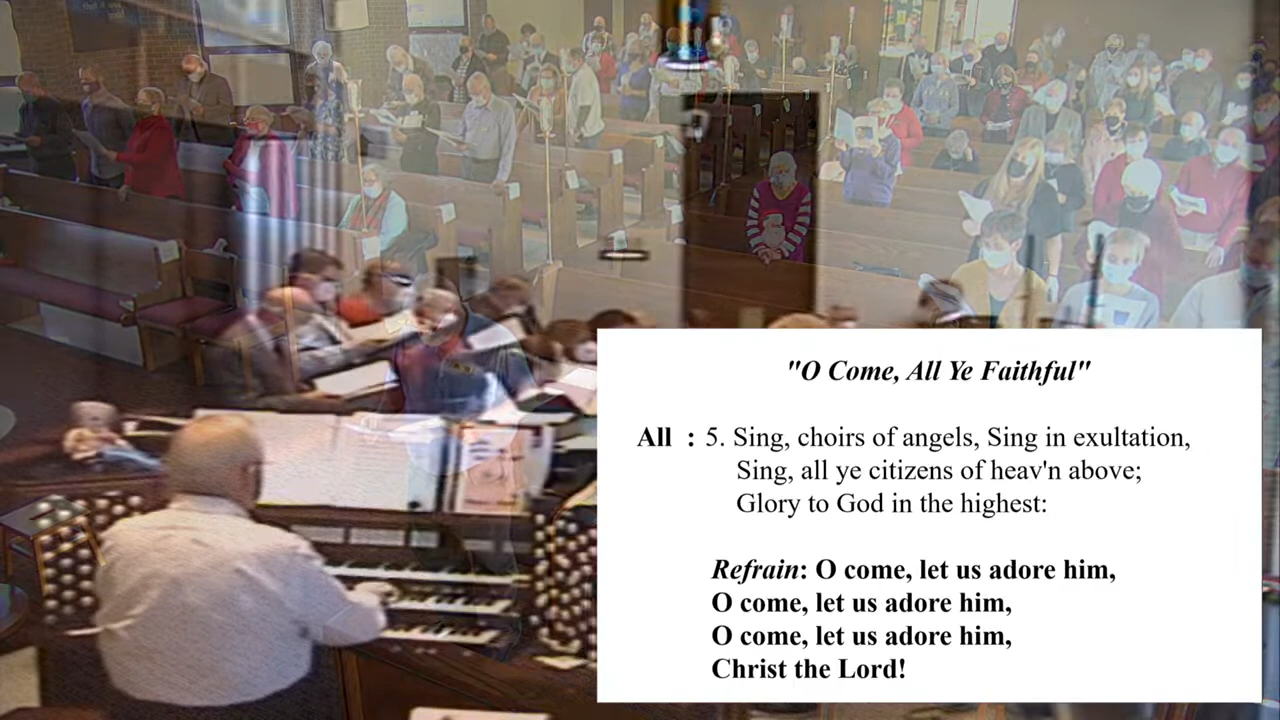 "O Come, All Ye Faithful"
All : 5. Sing, choirs of angels, Sing in exultation,
Sing, all ye citizens of heav'n above;
Glory to God in the highest:
Refrain: O come, let us adore him,
O come, let us adore him,
O come, let us adore him,
Christ the Lord!